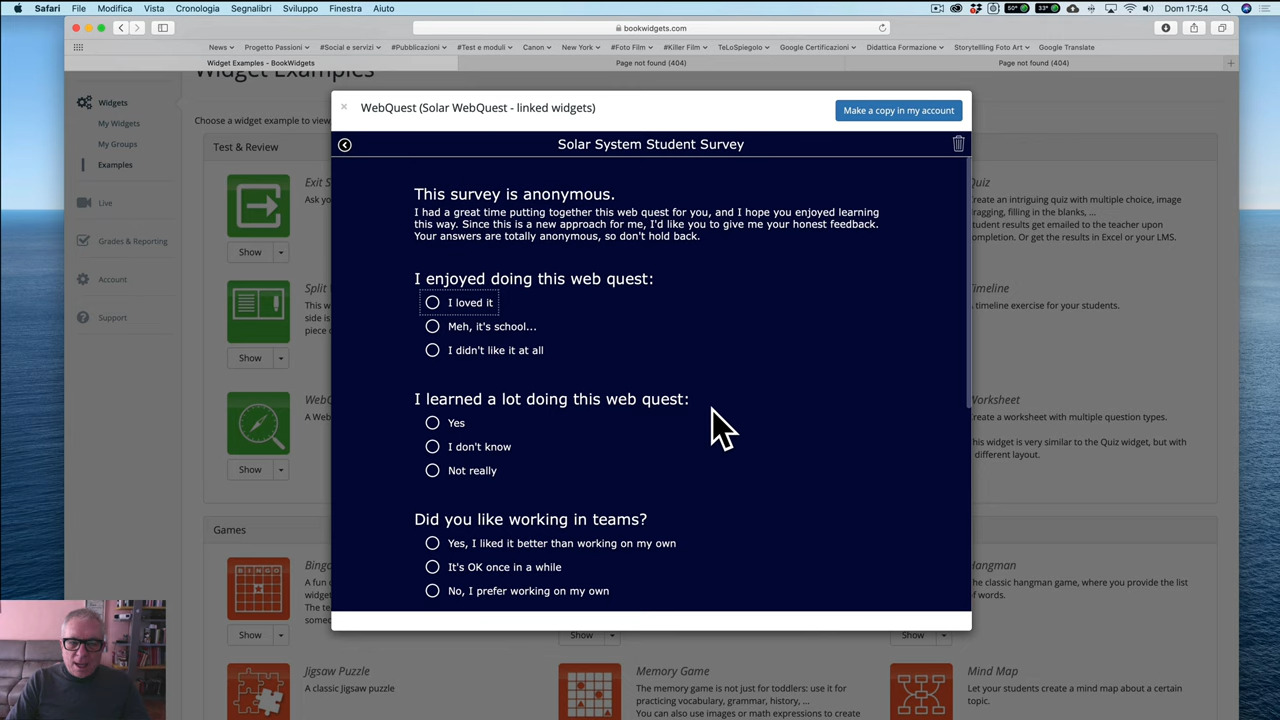 Safari File Modifica Vista Cronologia Segnalibri Sviluppo Finestra Aiuto 50° 33° Dom 17:54
bookwidgets.com
News Progetto Passioni #Social e servizi #Pubblicazioni #Test e moduli Canon New York #Foto Film #Killer Film TeLoSpiegolo Google Certificazioni Didattica Formazione Storytelling Foto Art Google Translate
Widget Examples – BookWidgets Page not found (404) Page not found (404)
Widget Examples
Widgets
My Widgets
My Groups
Examples
Live
Grades & Reporting
Account
Support
Choose a widget example to view
Test & Review
Exit S
Ask yo
Show
Split
This w
side is
piece
Show
WebQ
A Web
Show
WebQuest (Solar WebQuest - linked widgets)
Make a copy in my account
Solar System Student Survey
This survey is anonymous.
I had a great time putting together this web quest for you, and I hope you enjoyed learning
this way. Since this is a new approach for me, I'd like you to give me your honest feedback.
Your answers are totally anonymous, so don't hold back.
I enjoyed doing this web quest:
I loved it
Meh, it's school...
I didn't like it at all
I learned a lot doing this web quest:
Yes
I don't know
Not really
Did you like working in teams?
Yes, I liked it better than working on my own
It's OK once in a while
No, I prefer working on my own
Quiz
reate an intriguing quiz with multiple choice, image
ragging, filling in the blanks, ...
tudent results get emailed to the teacher upon
ompletion. Or get the results in Excel or your LMS.
imeline
timeline exercise for your students.
Worksheet
reate a worksheet with multiple question types.
his widget is very similar to the Quiz widget, but with
different layout.
Games
Bingo
BINGO
A fun
widget
The te
some
Show
Show
angman
he classic hangman game, where you provide the list
f words.
Show
Jigsaw Puzzle
A classic Jigsaw puzzle
Memory Game
The memory game is not just for toddlers: use it for
practicing vocabulary, grammar, history, ...
You can also use images or math expressions to create
Mind Map
Let your students create a mind map about a certain
topic.